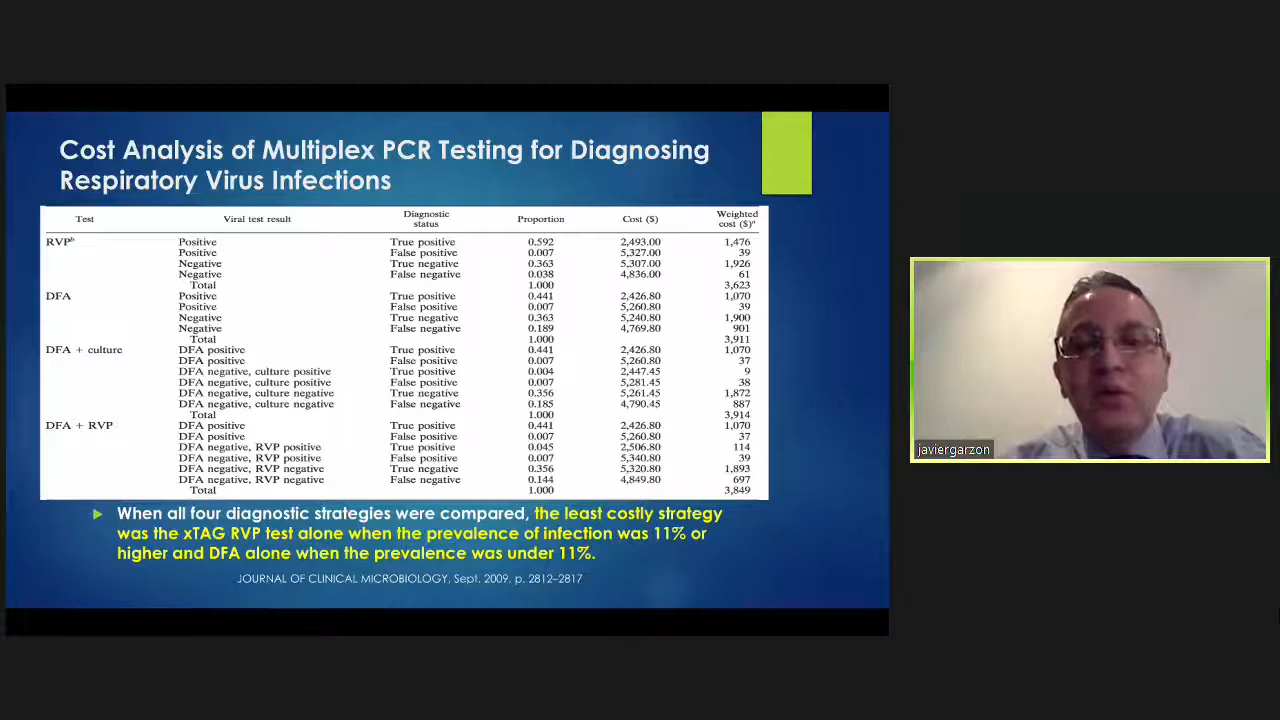 Cost Analysis of Multiplex PCR Testing for Diagnosing
Respiratory Virus Infections
Test Viral test result Diagnostic status Proportion Cost ($) Weighted cost ($)ᵃ
RVPᵇ Positive True positive 0.592 2,493.00 1,476
Positive False positive 0.007 5,327.00 39
Negative True negative 0.363 5,307.00 1,926
Negative False negative 0.038 4,836.00 61
Total 1.000 3,623
DFA Positive True positive 0.441 2,426.80 1,070
Positive False positive 0.007 5,260.80 39
Negative True negative 0.363 5,240.80 1,900
Negative False negative 0.189 4,769.80 901
Total 1.000 3,911
DFA + culture DFA positive True positive 0.441 2,426.80 1,070
DFA positive False positive 0.007 5,260.80 37
DFA negative, culture positive True positive 0.004 2,447.45 9
DFA negative, culture positive False positive 0.007 5,281.45 38
DFA negative, culture negative True negative 0.356 5,261.45 1,872
DFA negative, culture negative False negative 0.185 4,790.45 887
Total 1.000 3,914
DFA + RVP DFA positive True positive 0.441 2,426.80 1,070
DFA positive False positive 0.007 5,260.80 37
DFA negative, RVP positive True positive 0.045 2,506.80 114
DFA negative, RVP positive False positive 0.007 5,340.80 39
DFA negative, RVP negative True negative 0.356 5,320.80 1,893
DFA negative, RVP negative False negative 0.144 4,849.80 697
Total 1.000 3,849
When all four diagnostic strategies were compared, the least costly strategy
was the xTAG RVP test alone when the prevalence of infection was 11% or
higher and DFA alone when the prevalence was under 11%.
JOURNAL OF CLINICAL MICROBIOLOGY, Sept. 2009, p. 2812–2817
javiergarzon